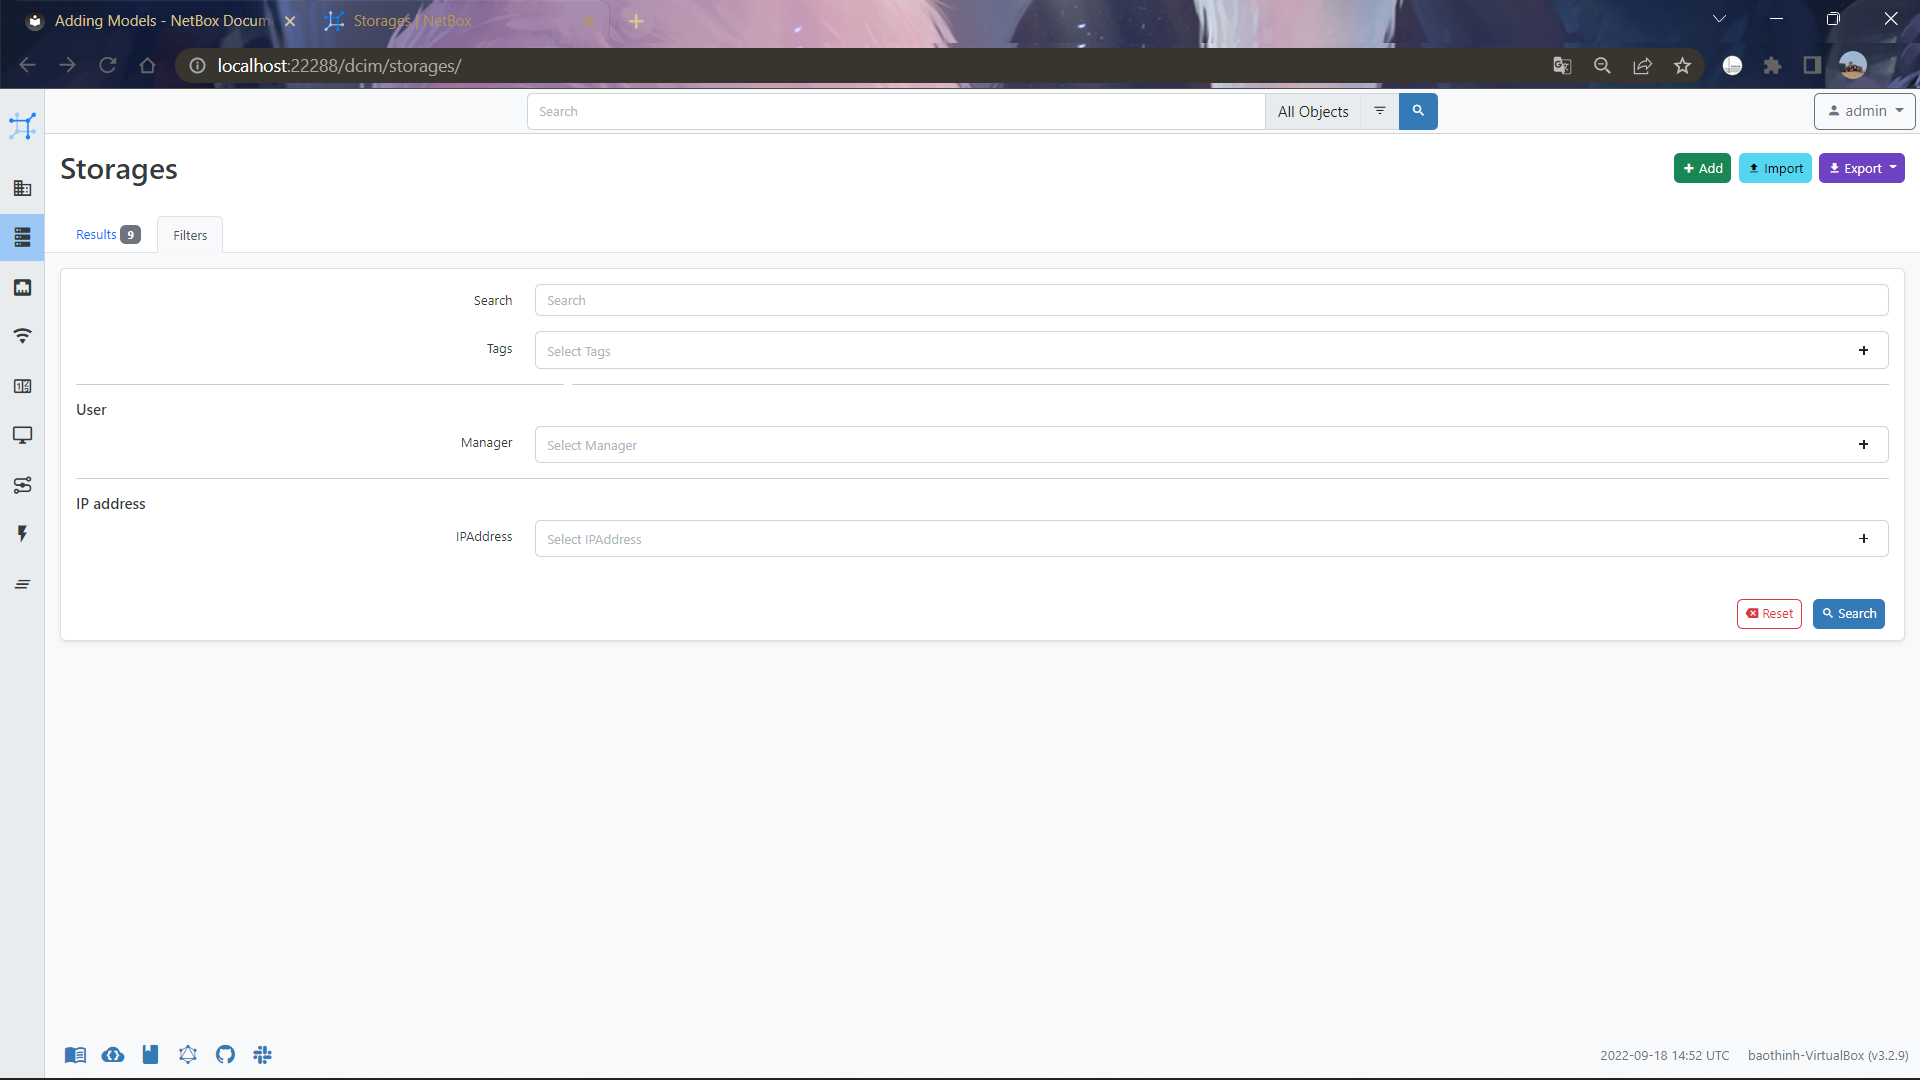 Adding Models - NetBox Docum
Storages | NetBox
localhost:22288/dcim/storages/
Search
All Objects
admin
Storages
Add
Import
Export
Results 9
Filters
Search
Search
Tags
Select Tags
User
Manager
Select Manager
IP address
IPAddress
Select IPAddress
Reset
Search
2022-09-18 14:52 UTC
baothinh-VirtualBox (v3.2.9)